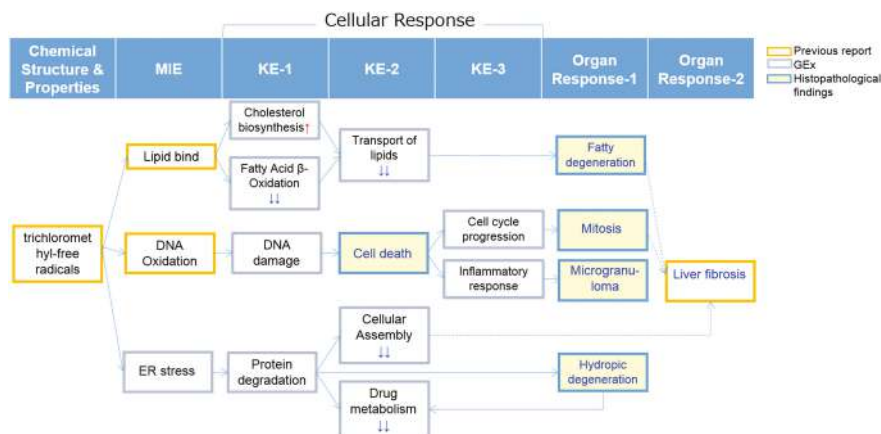 Cellular Response
Chemical
Structure &
Properties
MIE
KE-1
KE-2
KE-3
Organ
Response-1
Organ
Response-2
Previous report
GEx
Histopathological
findings
Cholesterol
biosynthesis↑
Lipid bind
Fatty Acid β-
Oxidation
↓↓
Transport of
lipids
↓↓
Fatty
degeneration
trichloromet
hyl-free
radicals
DNA
Oxidation
DNA
damage
Cell death
Cell cycle
progression
Mitosis
Inflammatory
response
Microgranu-
loma
Liver fibrosis
Cellular
Assembly
↓↓
ER stress
Protein
degradation
Hydropic
degeneration
Drug
metabolism
↓↓